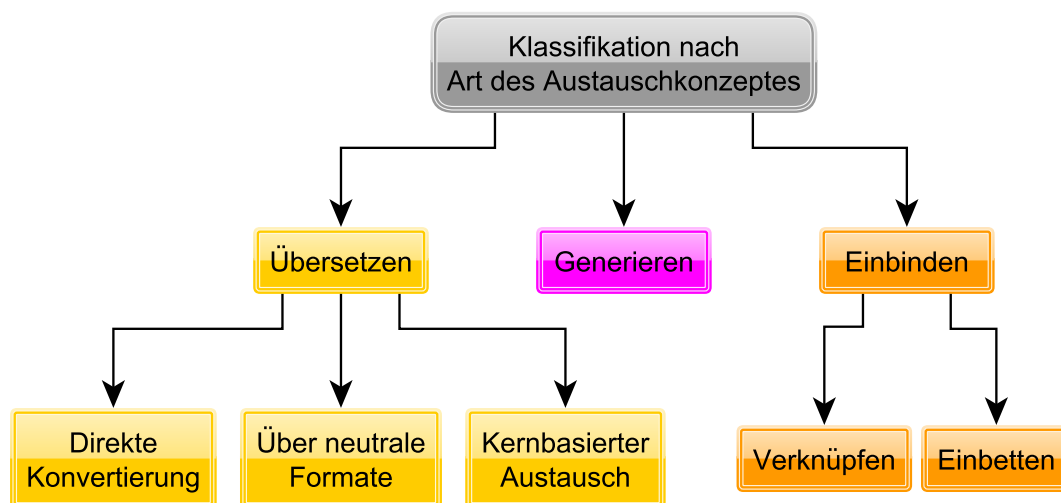 Klassifikation nach
Art des Austauschkonzeptes
Übersetzen
Generieren
Einbinden
Direkte
Konvertierung
Über neutrale
Formate
Kernbasierter
Austausch
Verknüpfen
Einbetten